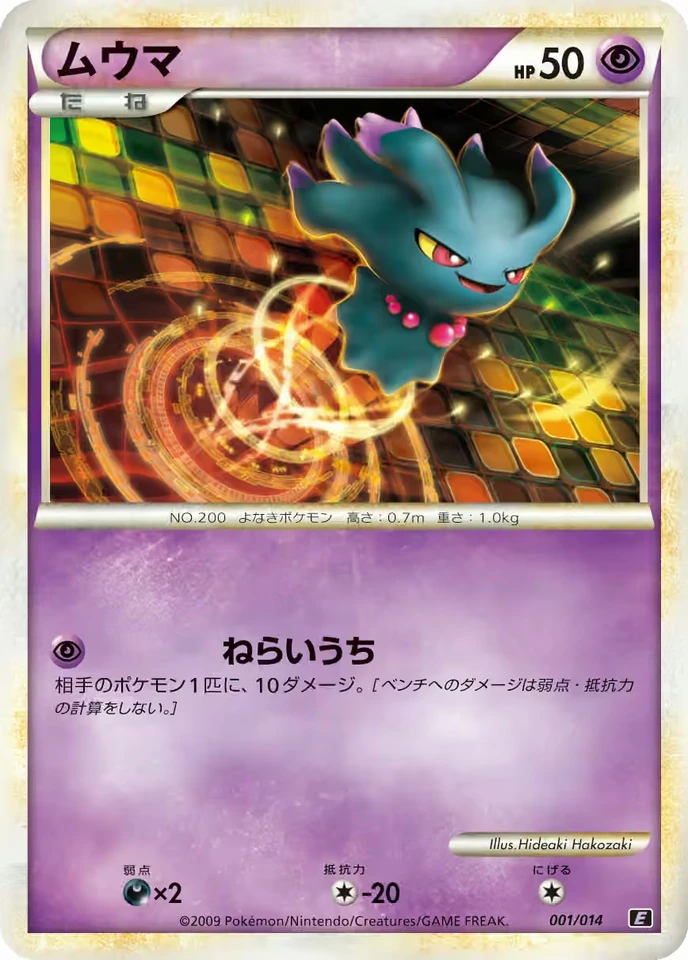 ムウマ HP 50
たね
NO.200 よなきポケモン 高さ:0.7m 重さ:1.0kg
ねらいうち
相手のポケモン1匹に、10ダメージ。[ベンチへのダメージは弱点・抵抗力
の計算をしない。]
Illus.Hideaki Hakozaki
弱点 抵抗力 にげる
×2 -20
©2009 Pokémon/Nintendo/Creatures/GAME FREAK. 001/014 E